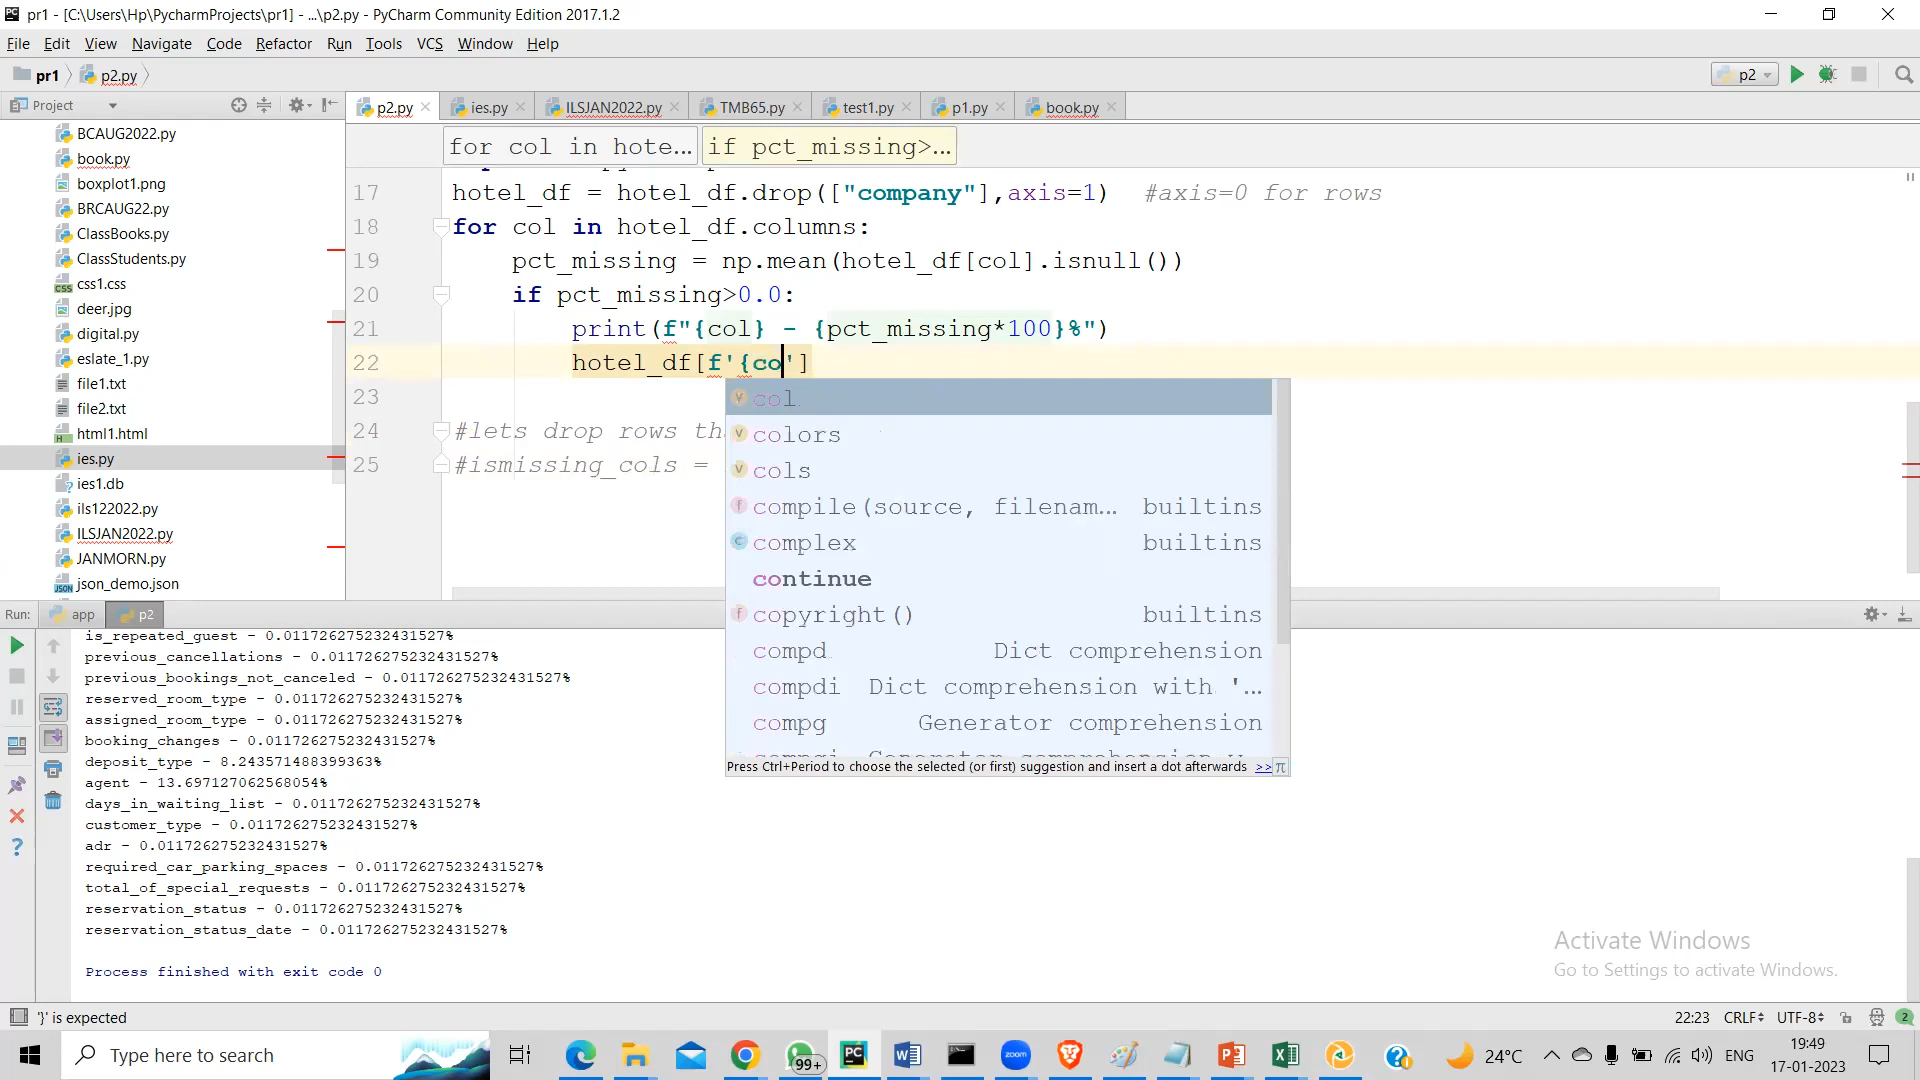 pr1 - [C:\Users\Hp\PycharmProjects\pr1] - ...\p2.py - PyCharm Community Edition 2017.1.2
File Edit View Navigate Code Refactor Run Tools VCS Window Help
pr1 p2.py p2
Project
p2.py ies.py ILSJAN2022.py TMB65.py test1.py p1.py book.py
for col in hote... if pct_missing>...
BCAUG2022.py
book.py
boxplot1.png
BRCAUG22.py
ClassBooks.py
ClassStudents.py
css1.css
deer.jpg
digital.py
eslate_1.py
file1.txt
file2.txt
html1.html
ies.py
ies1.db
ils122022.py
ILSJAN2022.py
JANMORN.py
json_demo.json
17 hotel_df = hotel_df.drop(["company"],axis=1) #axis=0 for rows
18 for col in hotel_df.columns:
19 pct_missing = np.mean(hotel_df[col].isnull())
20 if pct_missing>0.0:
21 print(f"{col} - {pct_missing*100}%")
22 hotel_df[f'{co']
23
24 #lets drop rows th
25 #ismissing_cols =
col
colors
cols
compile(source, filenam... builtins
complex builtins
continue
copyright() builtins
compd Dict comprehension
compdi Dict comprehension with '...
compg Generator comprehension
Press Ctrl+Period to choose the selected (or first) suggestion and insert a dot afterwards >> π
Run: app p2
is_repeated_guest - 0.011726275232431527%
previous_cancellations - 0.011726275232431527%
previous_bookings_not_canceled - 0.011726275232431527%
reserved_room_type - 0.011726275232431527%
assigned_room_type - 0.011726275232431527%
booking_changes - 0.011726275232431527%
deposit_type - 8.243571488399363%
agent - 13.697127062568054%
days_in_waiting_list - 0.011726275232431527%
customer_type - 0.011726275232431527%
adr - 0.011726275232431527%
required_car_parking_spaces - 0.011726275232431527%
total_of_special_requests - 0.011726275232431527%
reservation_status - 0.011726275232431527%
reservation_status_date - 0.011726275232431527%
Process finished with exit code 0
Activate Windows
Go to Settings to activate Windows.
'}' is expected 22:23 CRLF UTF-8 2
Type here to search 99+ zoom 24°C ENG 19:49
17-01-2023